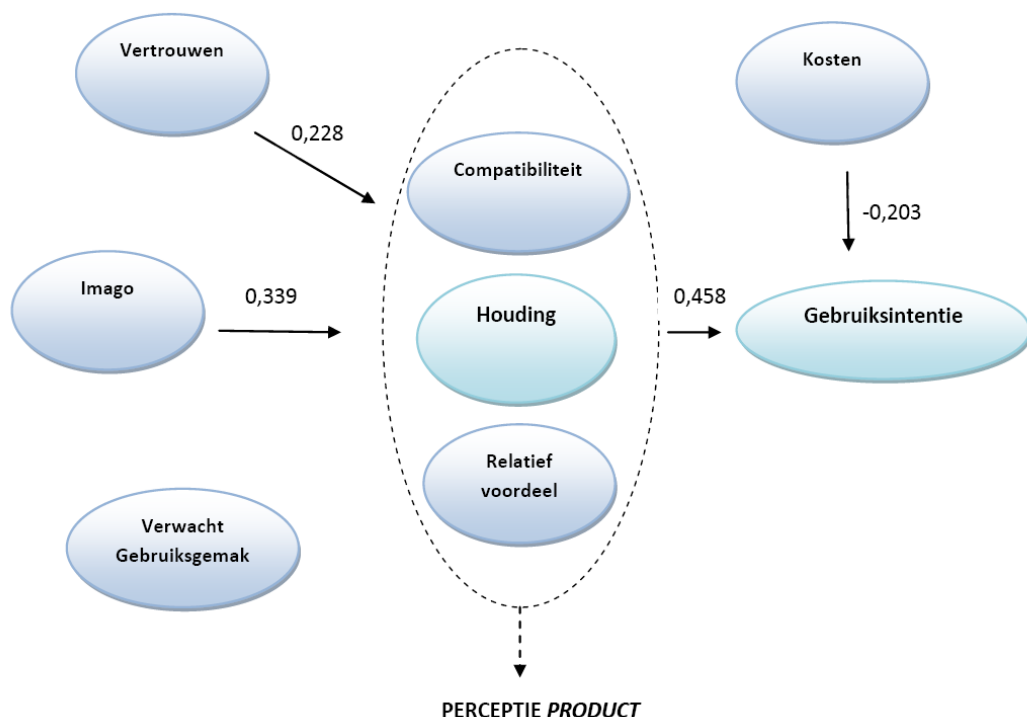 Vertrouwen
Kosten
0,228
Compatibiliteit
-0,203
Imago
0,339
Houding
0,458
Gebruiksintentie
Relatief
voordeel
Verwacht
Gebruiksgemak
PERCEPTIE PRODUCT